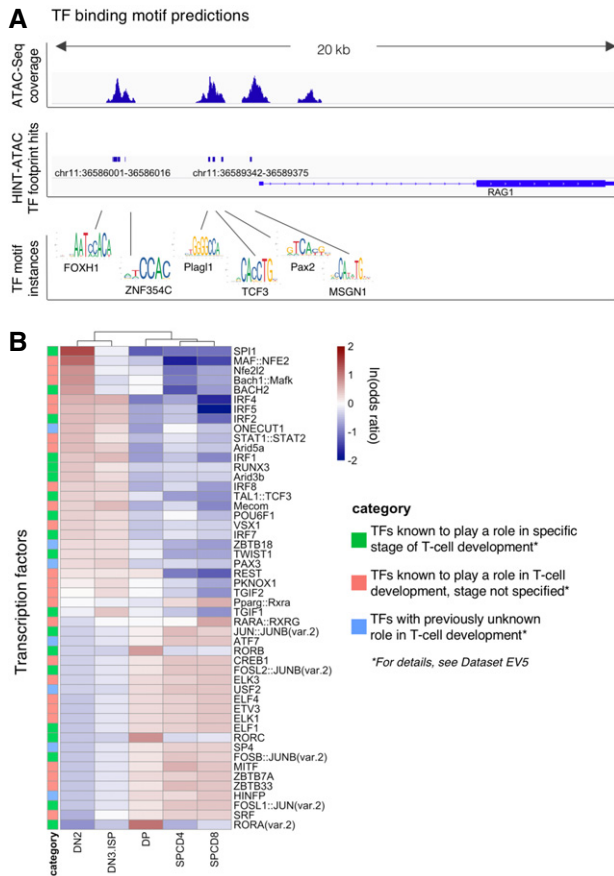 A TF binding motif predictions
20 kb
ATAC-Seq
coverage
HINT-ATAC
TF footprint hits
chr11:36586001-36586016
chr11:36589342-36589375
RAG1
TF motif
instances
FOXH1
ZNF354C
Plagl1
TCF3
Pax2
MSGN1
B
Transcription factors
SPI1
MAF::NFE2
Nfe2l2
Bach1::Mafk
BACH2
IRF4
IRF5
IRF2
ONECUT1
STAT1::STAT2
Arid5a
IRF1
RUNX3
Arid3b
IRF8
TAL1::TCF3
Mecom
POU6F1
VSX1
IRF7
ZBTB18
TWIST1
PAX3
REST
PKNOX1
TGIF2
Pparg::Rxra
TGIF1
RARA::RXRG
JUN::JUNB(var.2)
ATF7
RORB
CREB1
FOSL2::JUNB(var.2)
ELK3
USF2
ELF4
ETV3
ELK1
ELF1
RORC
SP4
FOSB::JUNB(var.2)
MITF
ZBTB7A
ZBTB33
HINFP
FOSL1::JUN(var.2)
SRF
RORA(var.2)
category
DN2
DN3.ISP
DP
SPCD4
SPCD8
2
1
0
-1
-2
ln(odds ratio)
category
TFs known to play a role in specific
stage of T-cell development*
TFs known to play a role in T-cell
development, stage not specified*
TFs with previously unknown
role in T-cell development*
*For details, see Dataset EV5